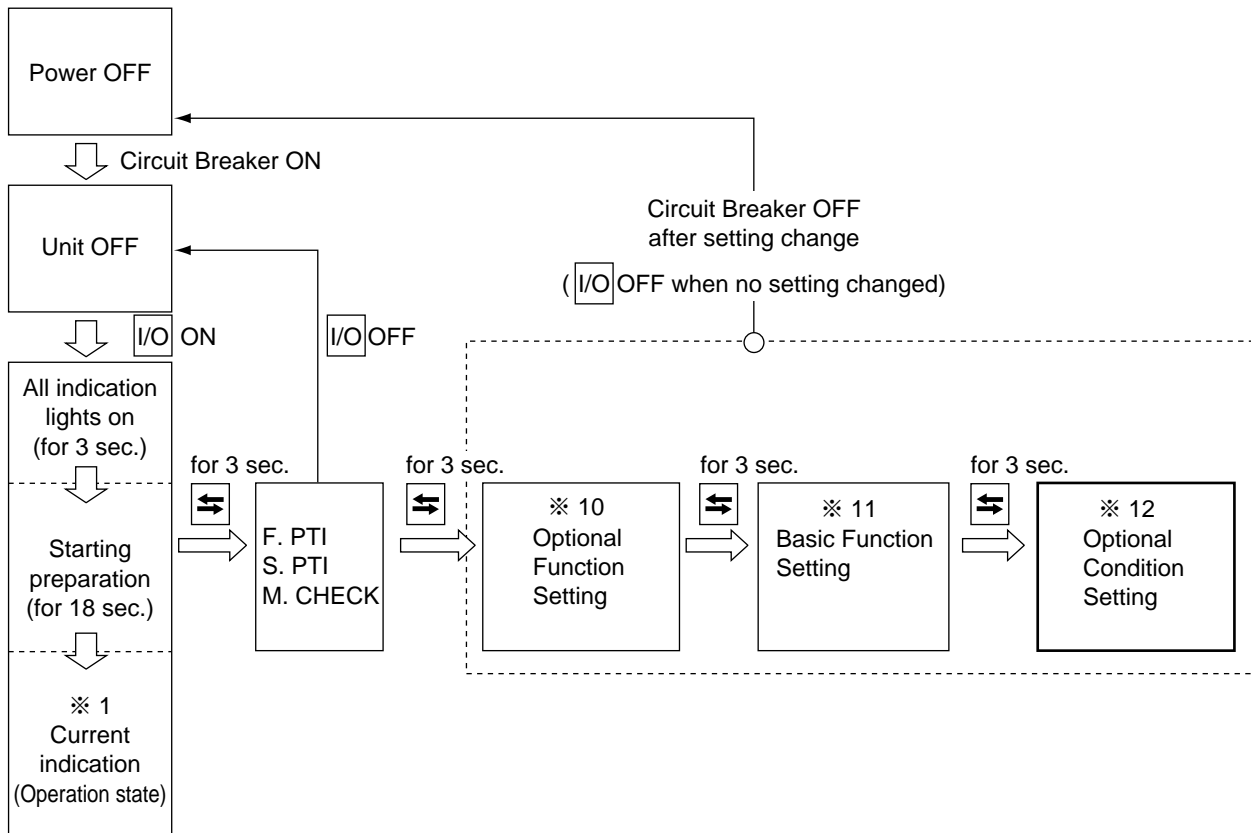 Power OFF
Circuit Breaker ON
Unit OFF
Circuit Breaker OFF
after setting change
( I/O OFF when no setting changed)
I/O ON
I/O OFF
All indication
lights on
(for 3 sec.)
for 3 sec.
for 3 sec.
for 3 sec.
for 3 sec.
Starting
preparation
(for 18 sec.)
F. PTI
S. PTI
M. CHECK
※ 10
Optional
Function
Setting
※ 11
Basic Function
Setting
※ 12
Optional
Condition
Setting
※ 1
Current
indication
(Operation state)